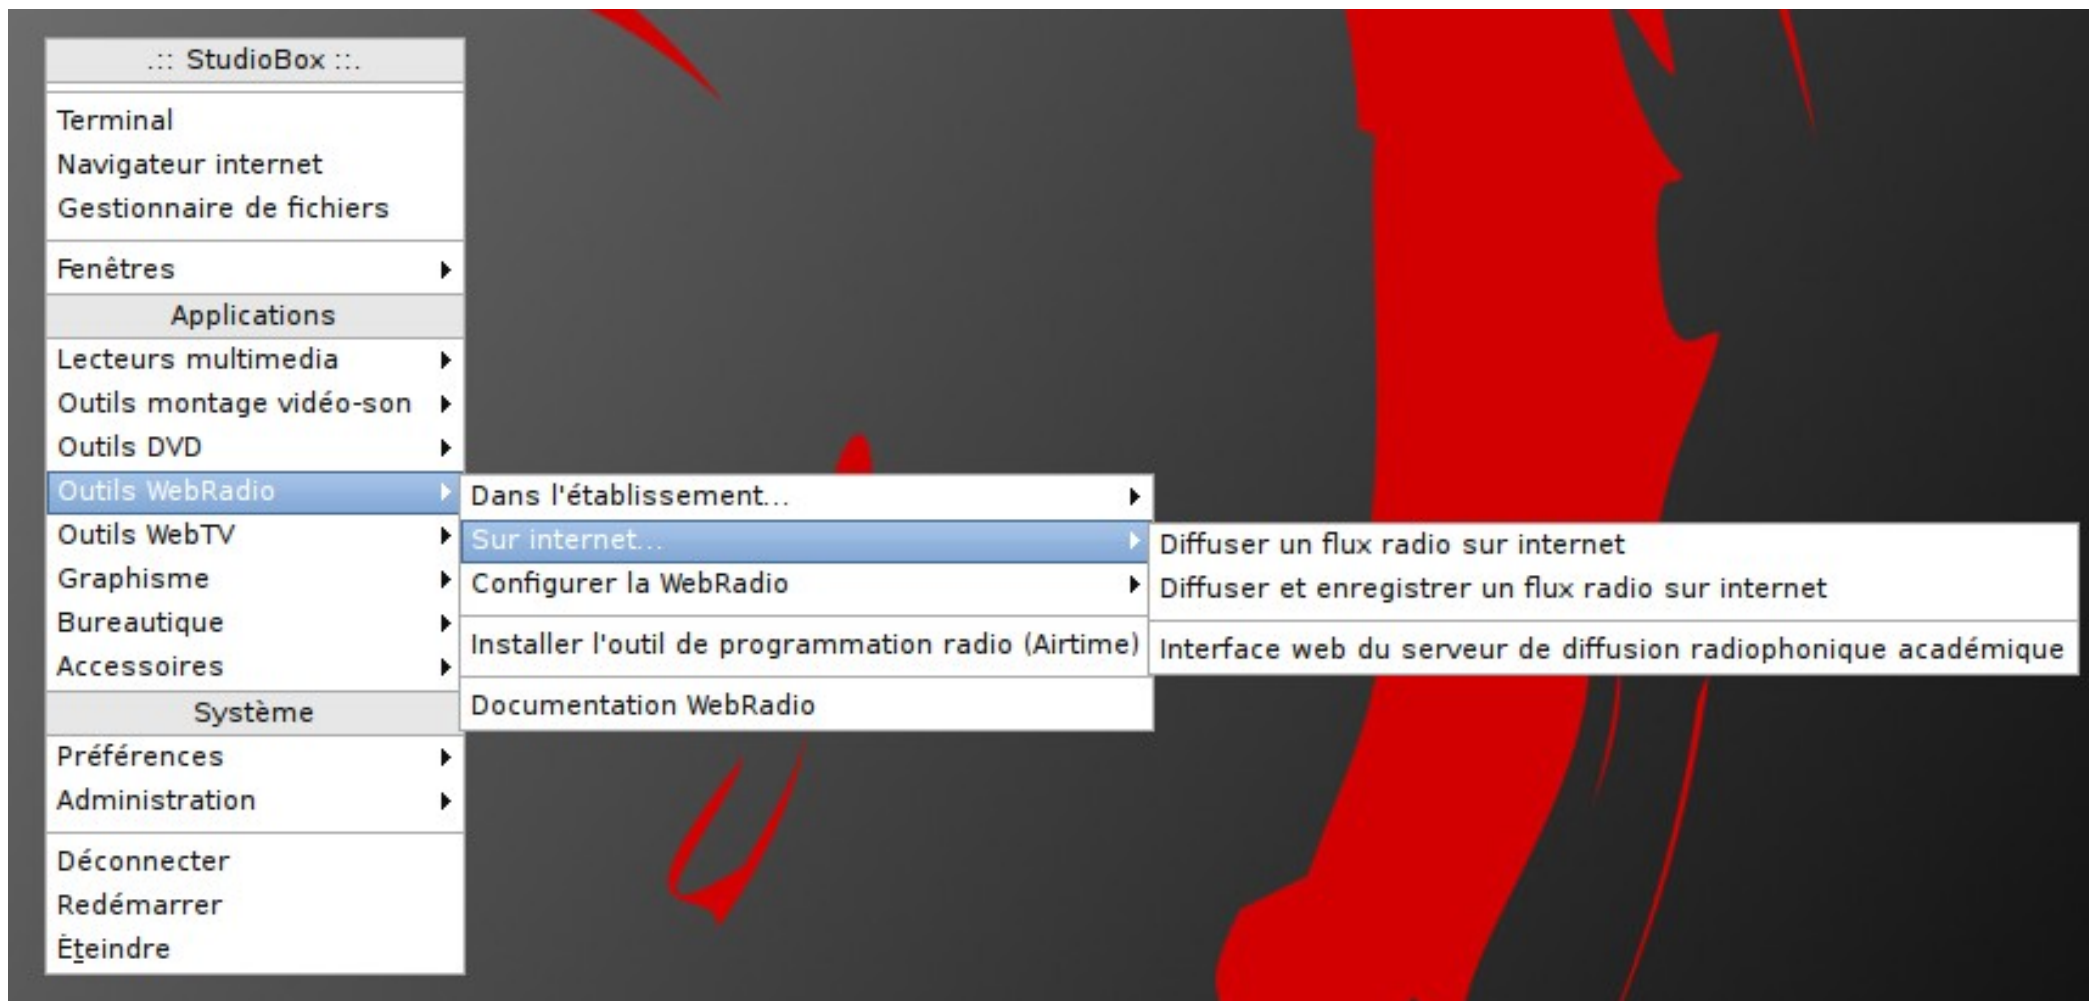 .:: StudioBox ::.
Terminal
Navigateur internet
Gestionnaire de fichiers
Fenêtres
Applications
Lecteurs multimedia
Outils montage vidéo-son
Outils DVD
Outils WebRadio
Outils WebTV
Graphisme
Bureautique
Accessoires
Système
Préférences
Administration
Déconnecter
Redémarrer
Éteindre
Dans l'établissement...
Sur internet...
Configurer la WebRadio
Installer l'outil de programmation radio (Airtime)
Documentation WebRadio
Diffuser un flux radio sur internet
Diffuser et enregistrer un flux radio sur internet
Interface web du serveur de diffusion radiophonique académique